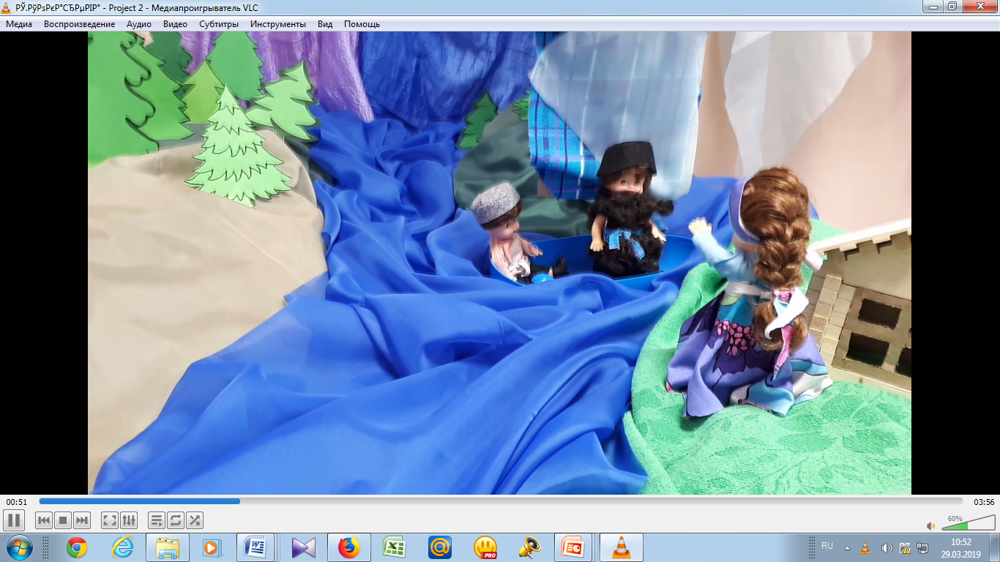 РЎ.РўРѕРєР°СЂРµРІР° - Project 2 - Медиапроигрыватель VLC
Медиа Воспроизведение Аудио Видео Субтитры Инструменты Вид Помощь
00:51 03:56
60%
PRO
RU
10:52
29.03.2019